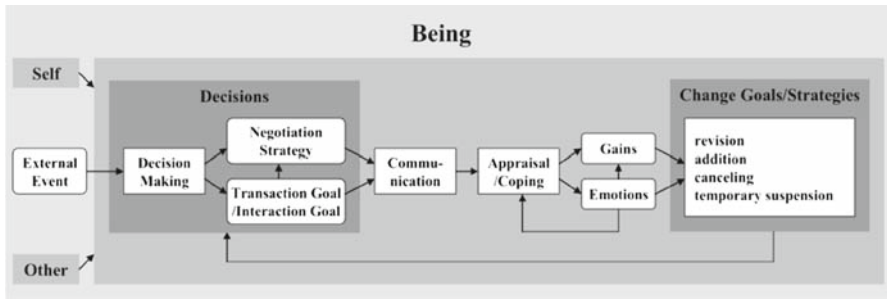 Being
Self
External
Event
Other
Decisions
Decision
Making
Negotiation
Strategy
Transaction Goal
/Interaction Goal
Commu-
nication
Appraisal
/Coping
Gains
Emotions
Change Goals/Strategies
revision
addition
canceling
temporary suspension